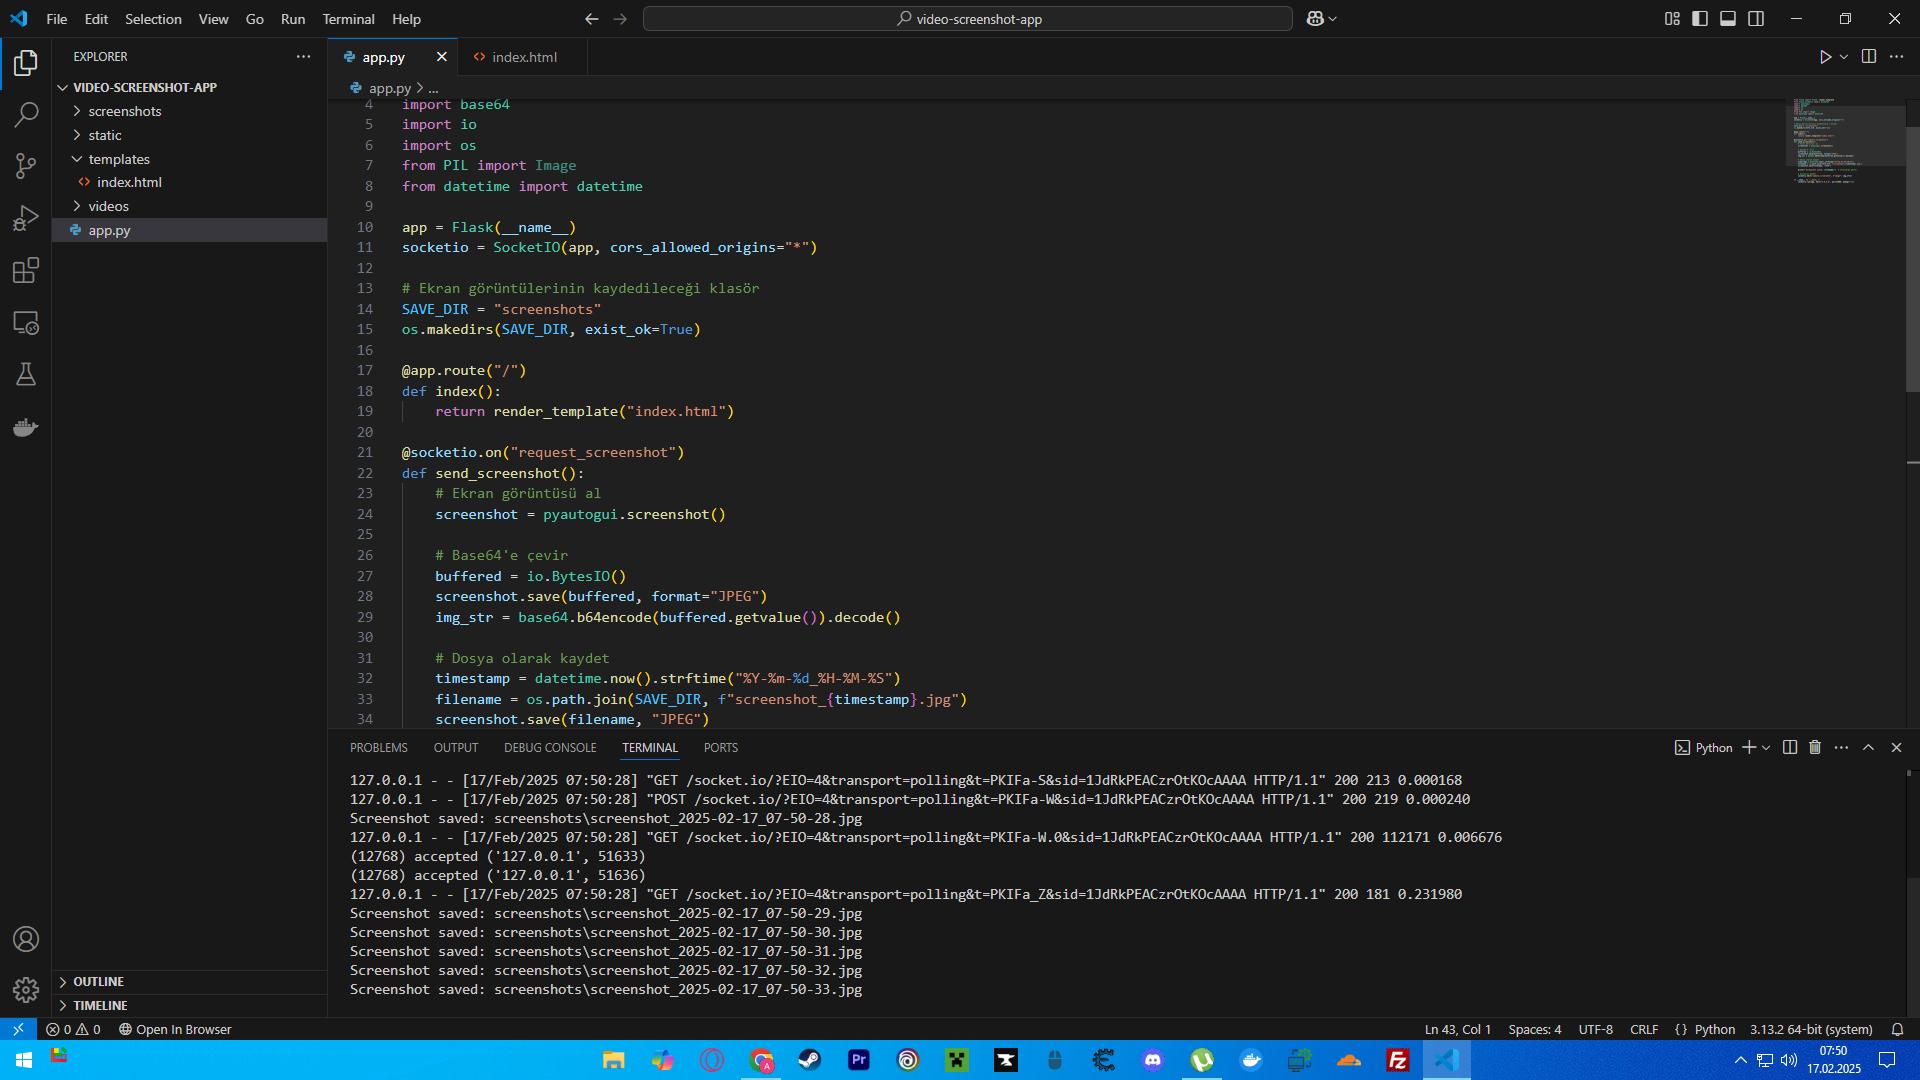 File Edit Selection View Go Run Terminal Help
video-screenshot-app
EXPLORER
VIDEO-SCREENSHOT-APP
screenshots
static
templates
index.html
videos
app.py
OUTLINE
TIMELINE
app.py
index.html
app.py > ...
4 import base64
5 import io
6 import os
7 from PIL import Image
8 from datetime import datetime
9
10 app = Flask(__name__)
11 socketio = SocketIO(app, cors_allowed_origins="*")
12
13 # Ekran görüntülerinin kaydedileceği klasör
14 SAVE_DIR = "screenshots"
15 os.makedirs(SAVE_DIR, exist_ok=True)
16
17 @app.route("/")
18 def index():
19 return render_template("index.html")
20
21 @socketio.on("request_screenshot")
22 def send_screenshot():
23 # Ekran görüntüsü al
24 screenshot = pyautogui.screenshot()
25
26 # Base64'e çevir
27 buffered = io.BytesIO()
28 screenshot.save(buffered, format="JPEG")
29 img_str = base64.b64encode(buffered.getvalue()).decode()
30
31 # Dosya olarak kaydet
32 timestamp = datetime.now().strftime("%Y-%m-%d_%H-%M-%S")
33 filename = os.path.join(SAVE_DIR, f"screenshot_{timestamp}.jpg")
34 screenshot.save(filename, "JPEG")
PROBLEMS OUTPUT DEBUG CONSOLE TERMINAL PORTS
Python
127.0.0.1 - - [17/Feb/2025 07:50:28] "GET /socket.io/?EIO=4&transport=polling&t=PKIFa-S&sid=1JdRkPEACzrOtKOcAAAA HTTP/1.1" 200 213 0.000168
127.0.0.1 - - [17/Feb/2025 07:50:28] "POST /socket.io/?EIO=4&transport=polling&t=PKIFa-W&sid=1JdRkPEACzrOtKOcAAAA HTTP/1.1" 200 219 0.000240
Screenshot saved: screenshots\screenshot_2025-02-17_07-50-28.jpg
127.0.0.1 - - [17/Feb/2025 07:50:28] "GET /socket.io/?EIO=4&transport=polling&t=PKIFa-W.0&sid=1JdRkPEACzrOtKOcAAAA HTTP/1.1" 200 112171 0.006676
(12768) accepted ('127.0.0.1', 51633)
(12768) accepted ('127.0.0.1', 51636)
127.0.0.1 - - [17/Feb/2025 07:50:28] "GET /socket.io/?EIO=4&transport=polling&t=PKIFa_Z&sid=1JdRkPEACzrOtKOcAAAA HTTP/1.1" 200 181 0.231980
Screenshot saved: screenshots\screenshot_2025-02-17_07-50-29.jpg
Screenshot saved: screenshots\screenshot_2025-02-17_07-50-30.jpg
Screenshot saved: screenshots\screenshot_2025-02-17_07-50-31.jpg
Screenshot saved: screenshots\screenshot_2025-02-17_07-50-32.jpg
Screenshot saved: screenshots\screenshot_2025-02-17_07-50-33.jpg
0 0 Open In Browser Ln 43, Col 1 Spaces: 4 UTF-8 CRLF {} Python 3.13.2 64-bit (system)
A
Pr
Fz
07:50
17.02.2025